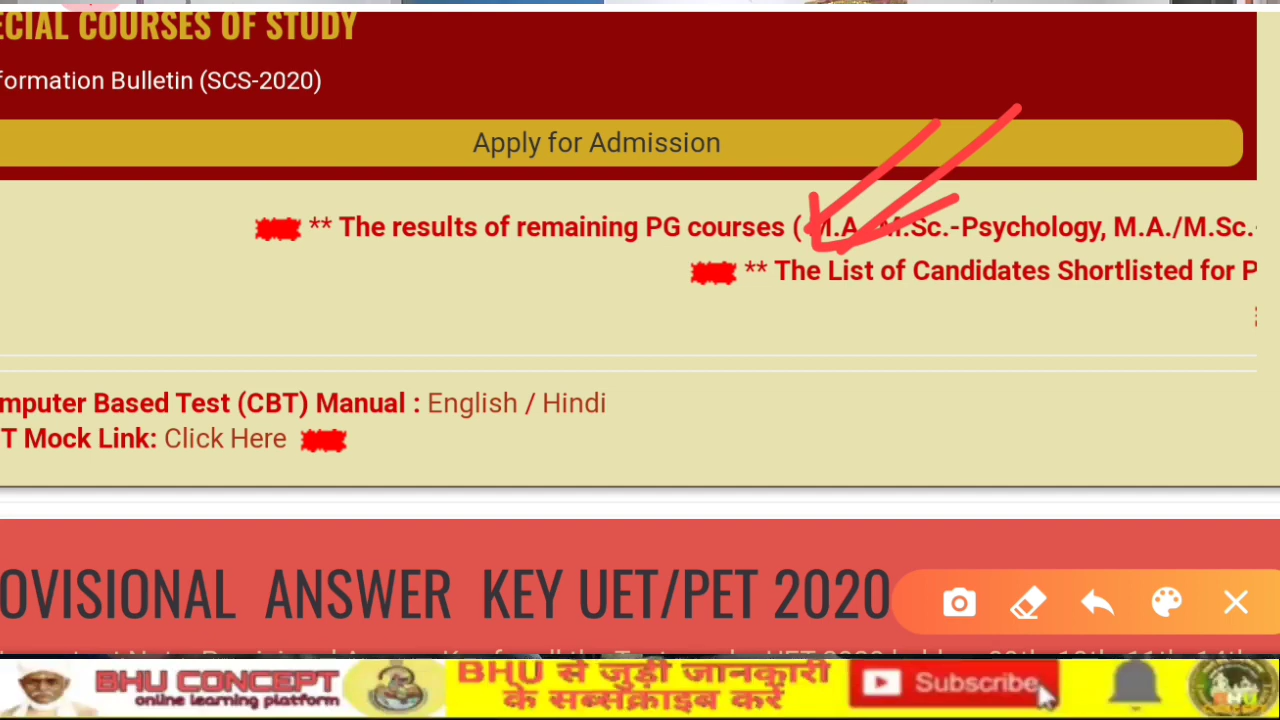 ECIAL COURSES OF STUDY
formation Bulletin (SCS-2020)
Apply for Admission
** The results of remaining PG courses ( M.A./M.Sc.-Psychology, M.A./M.Sc.-
** The List of Candidates Shortlisted for P
mputer Based Test (CBT) Manual : English / Hindi
T Mock Link: Click Here
OVISIONAL ANSWER KEY UET/PET 2020
BHU CONCEPT
online learning platform
BHU से जुड़ी जानकारी
के सब्सक्राइब करें
Subscribe